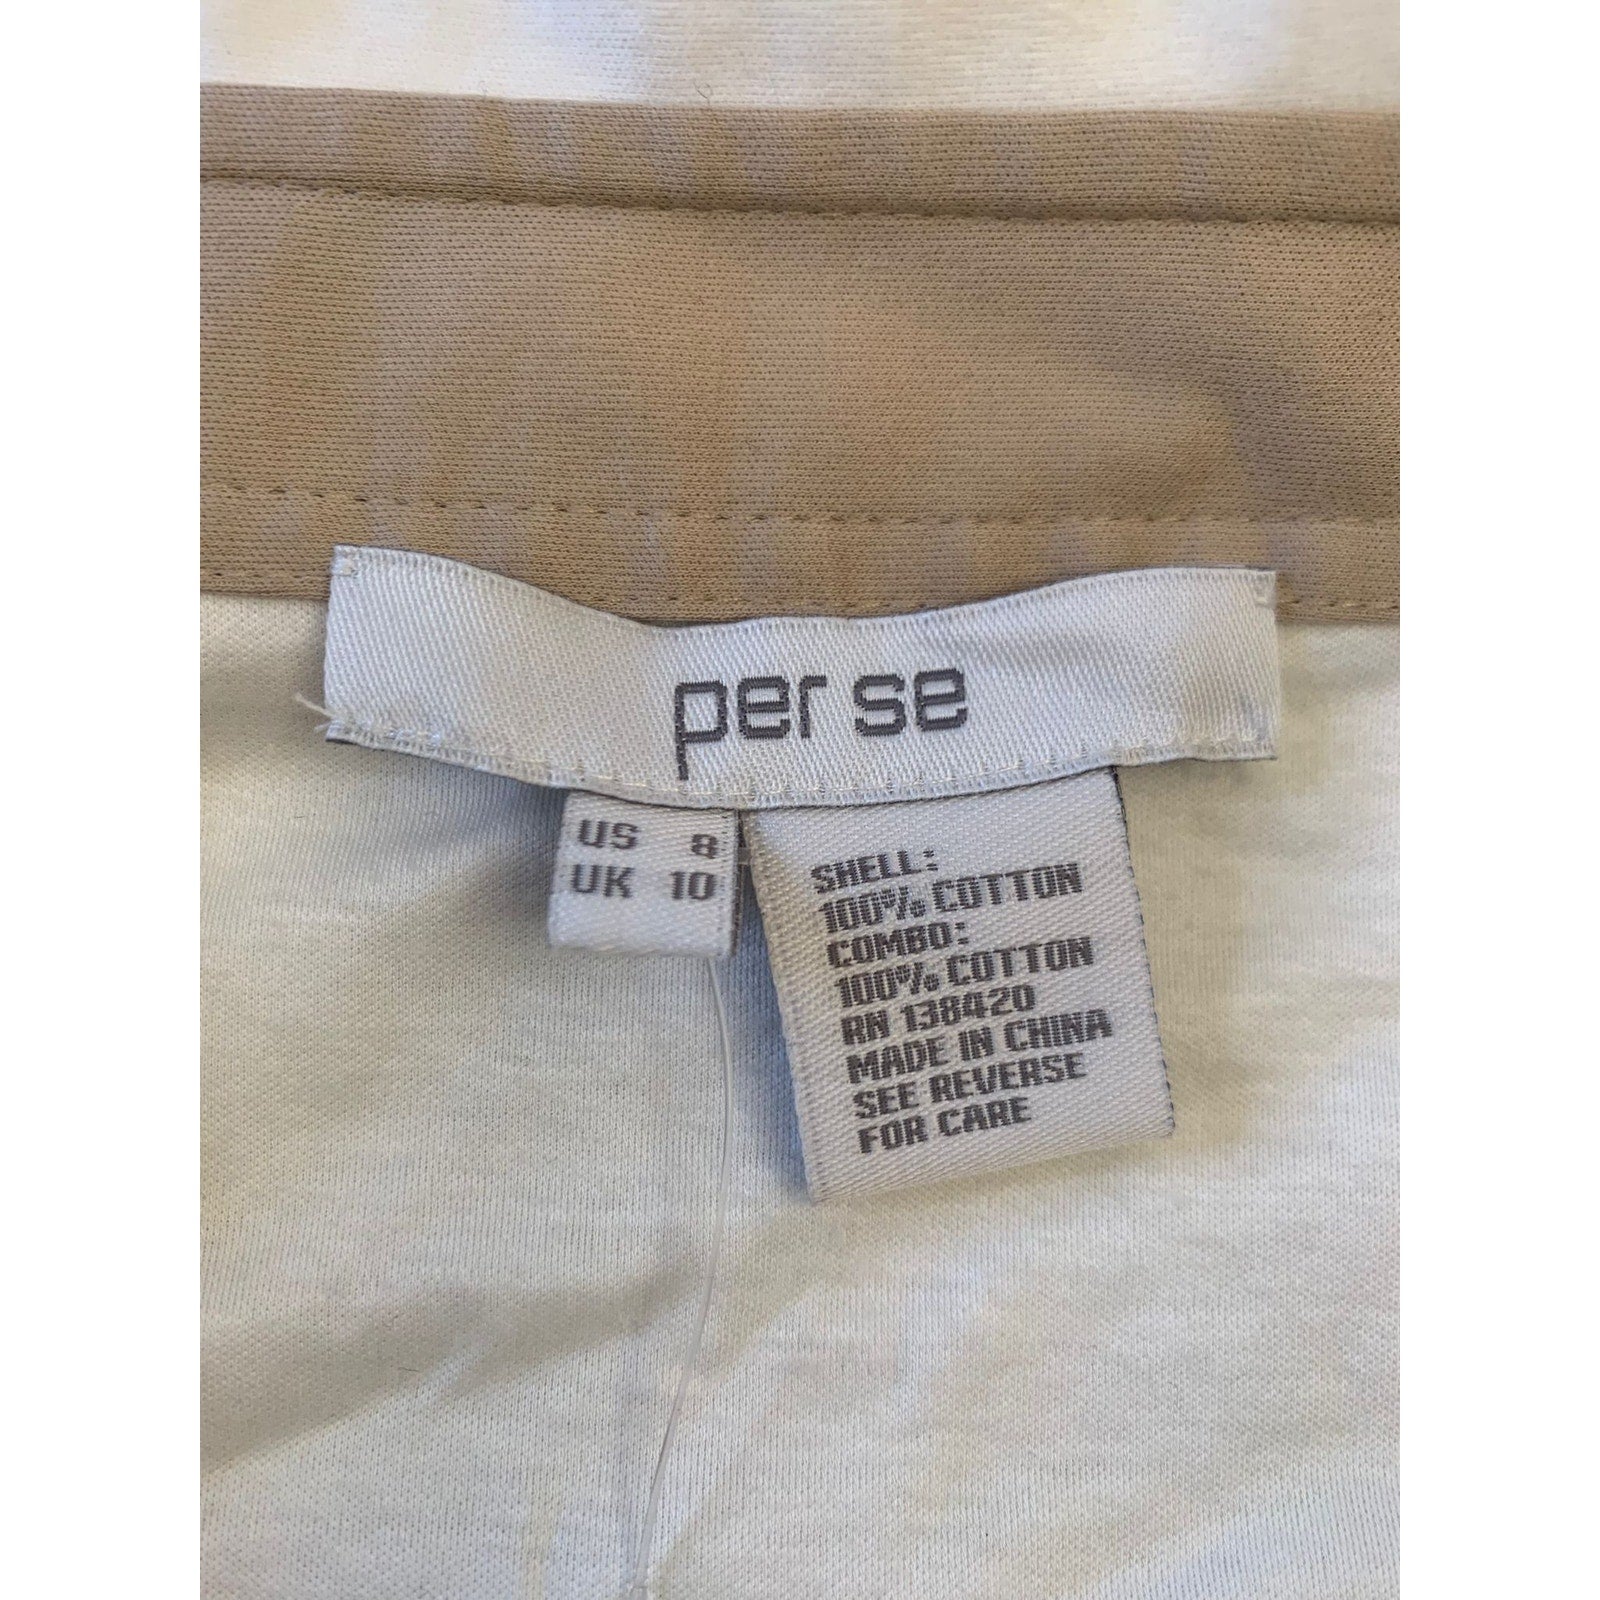 per se
US 8
UK 10
SHELL:
100% COTTON
COMBO:
100% COTTON
RN 138420
MADE IN CHINA
SEE REVERSE
FOR CARE